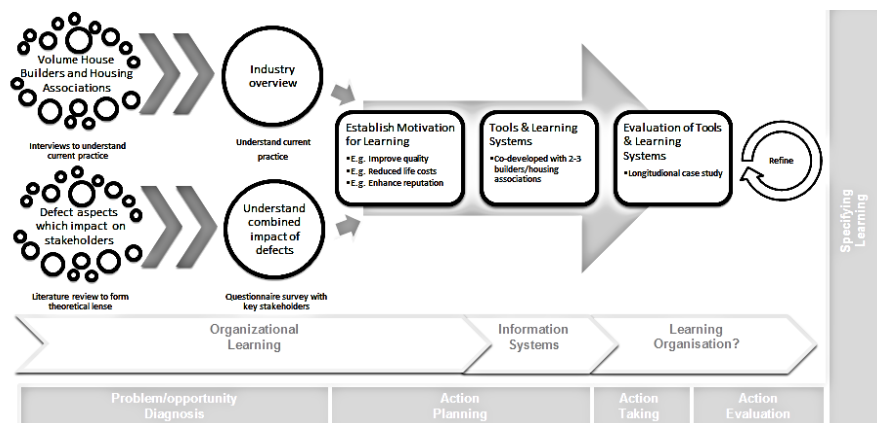 Volume House
Builders and Housing
Associations
Interviews to understand
current practice
Industry
overview
Understand current
practice
Defect aspects
which impact on
stakeholders
Literature review to form
theoretical lense
Understand
combined
impact of
defects
Questionnaire survey with
key stakeholders
Establish Motivation
for Learning
▪E.g. Improve quality
▪E.g. Reduced life costs
▪E.g. Enhance reputation
Tools & Learning
Systems
▪Co-developed with 2-3
builders/housing
associations
Evaluation of Tools
& Learning
Systems
▪Longitudional case study
Refine
Specifying
Learning
Organizational
Learning
Information
Systems
Learning
Organisation?
Problem/opportunity
Diagnosis
Action
Planning
Action
Taking
Action
Evaluation